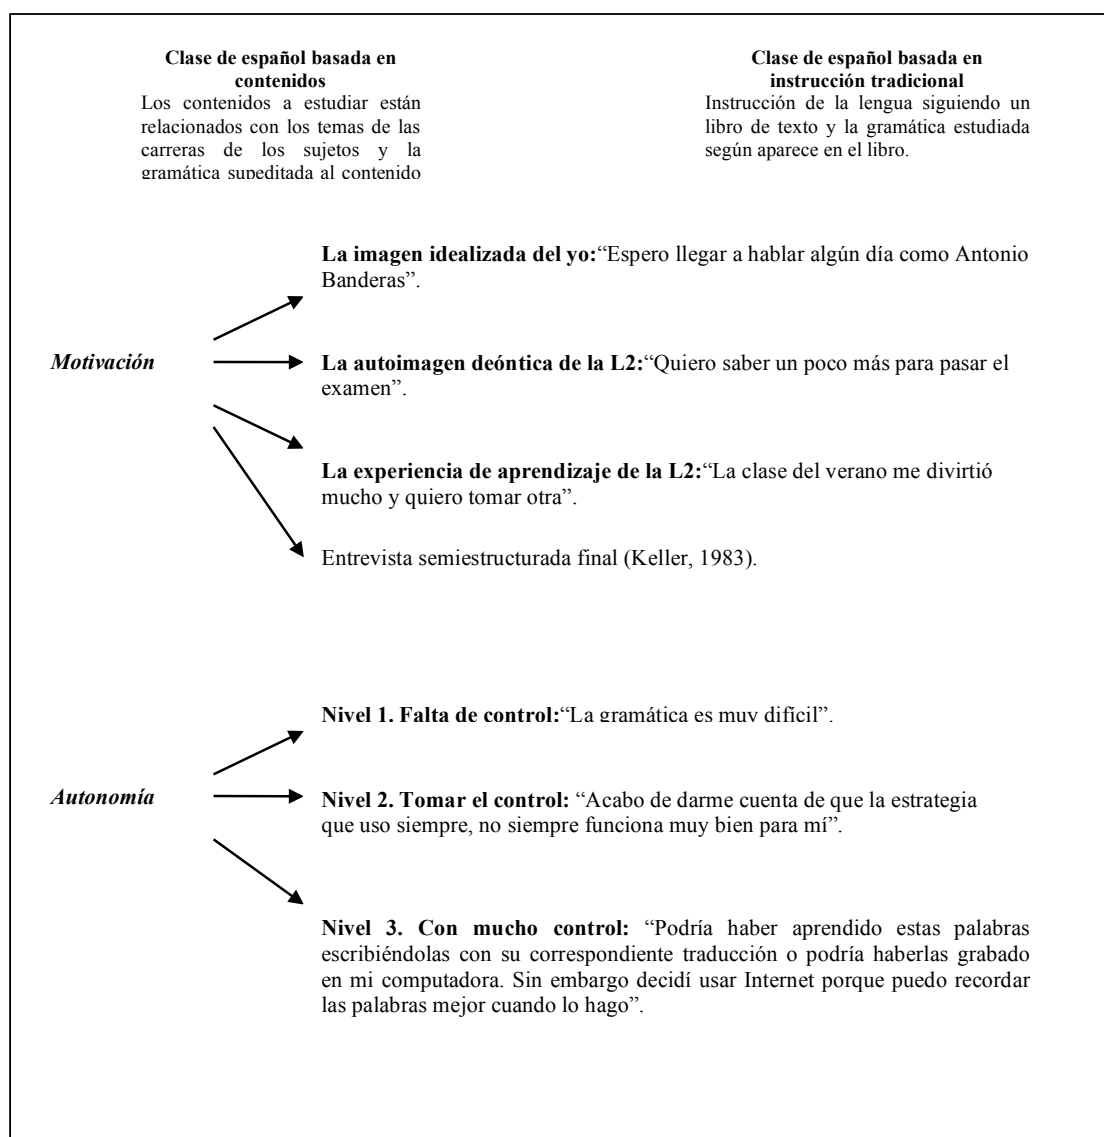 Clase de español basada en
contenidos
Los contenidos a estudiar están
relacionados con los temas de las
carreras de los sujetos y la
gramática supeditada al contenido
Clase de español basada en
instrucción tradicional
Instrucción de la lengua siguiendo un
libro de texto y la gramática estudiada
según aparece en el libro.
La imagen idealizada del yo:“Espero llegar a hablar algún día como Antonio
Banderas”.
Motivación
La autoimagen deóntica de la L2:“Quiero saber un poco más para pasar el
examen”.
La experiencia de aprendizaje de la L2:“La clase del verano me divirtió
mucho y quiero tomar otra”.
Entrevista semiestructurada final (Keller, 1983).
Nivel 1. Falta de control:“La gramática es muy difícil”.
Autonomía
Nivel 2. Tomar el control: “Acabo de darme cuenta de que la estrategia
que uso siempre, no siempre funciona muy bien para mí”.
Nivel 3. Con mucho control: “Podría haber aprendido estas palabras
escribiéndolas con su correspondiente traducción o podría haberlas grabado
en mi computadora. Sin embargo decidí usar Internet porque puedo recordar
las palabras mejor cuando lo hago”.